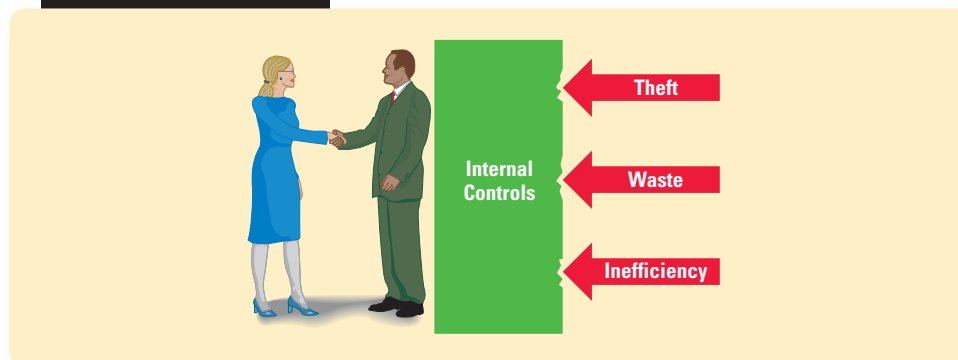 Internal
Controls
Theft
Waste
Inefficiency